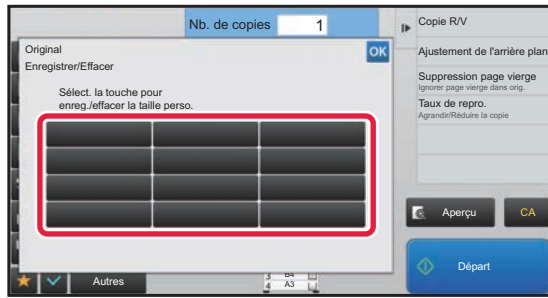 Nb. de copies 1
Original
Enregistrer/Effacer
OK
Sélect. la touche pour
enreg./effacer la taille perso.
Autres
3 B4
4 A3
Copie R/V
Ajustement de l'arrière plan
Suppression page vierge
Ignorer page vierge dans orig.
Taux de repro.
Agrandir/Réduire la copie
Aperçu
CA
Départ